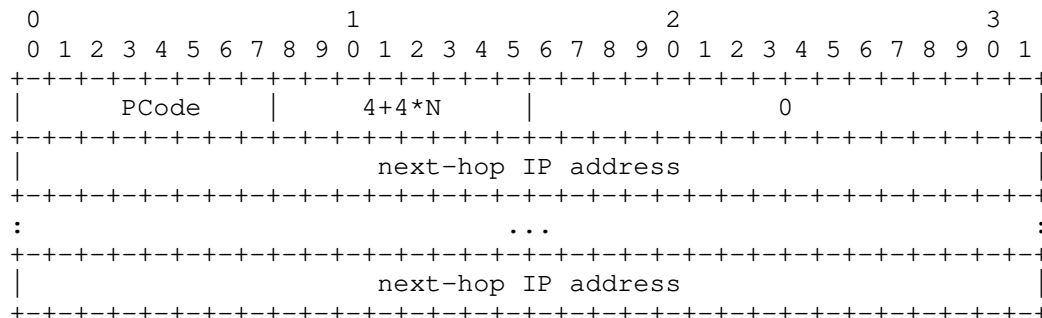 0                   1                   2                   3
 0 1 2 3 4 5 6 7 8 9 0 1 2 3 4 5 6 7 8 9 0 1 2 3 4 5 6 7 8 9 0 1
+-+-+-+-+-+-+-+-+-+-+-+-+-+-+-+-+-+-+-+-+-+-+-+-+-+-+-+-+-+-+-+-+
|     PCode     |     4+4*N     |               0               |
+-+-+-+-+-+-+-+-+-+-+-+-+-+-+-+-+-+-+-+-+-+-+-+-+-+-+-+-+-+-+-+-+
|                      next-hop IP address                      |
+-+-+-+-+-+-+-+-+-+-+-+-+-+-+-+-+-+-+-+-+-+-+-+-+-+-+-+-+-+-+-+-+
:                              ...                              :
+-+-+-+-+-+-+-+-+-+-+-+-+-+-+-+-+-+-+-+-+-+-+-+-+-+-+-+-+-+-+-+-+
|                      next-hop IP address                      |
+-+-+-+-+-+-+-+-+-+-+-+-+-+-+-+-+-+-+-+-+-+-+-+-+-+-+-+-+-+-+-+-+